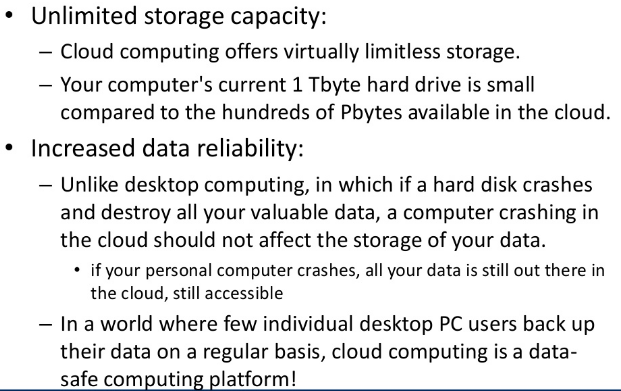 • Unlimited storage capacity:
– Cloud computing offers virtually limitless storage.
– Your computer's current 1 Tbyte hard drive is small
compared to the hundreds of Pbytes available in the cloud.
• Increased data reliability:
– Unlike desktop computing, in which if a hard disk crashes
and destroy all your valuable data, a computer crashing in
the cloud should not affect the storage of your data.
• if your personal computer crashes, all your data is still out there in
the cloud, still accessible
– In a world where few individual desktop PC users back up
their data on a regular basis, cloud computing is a data-
safe computing platform!